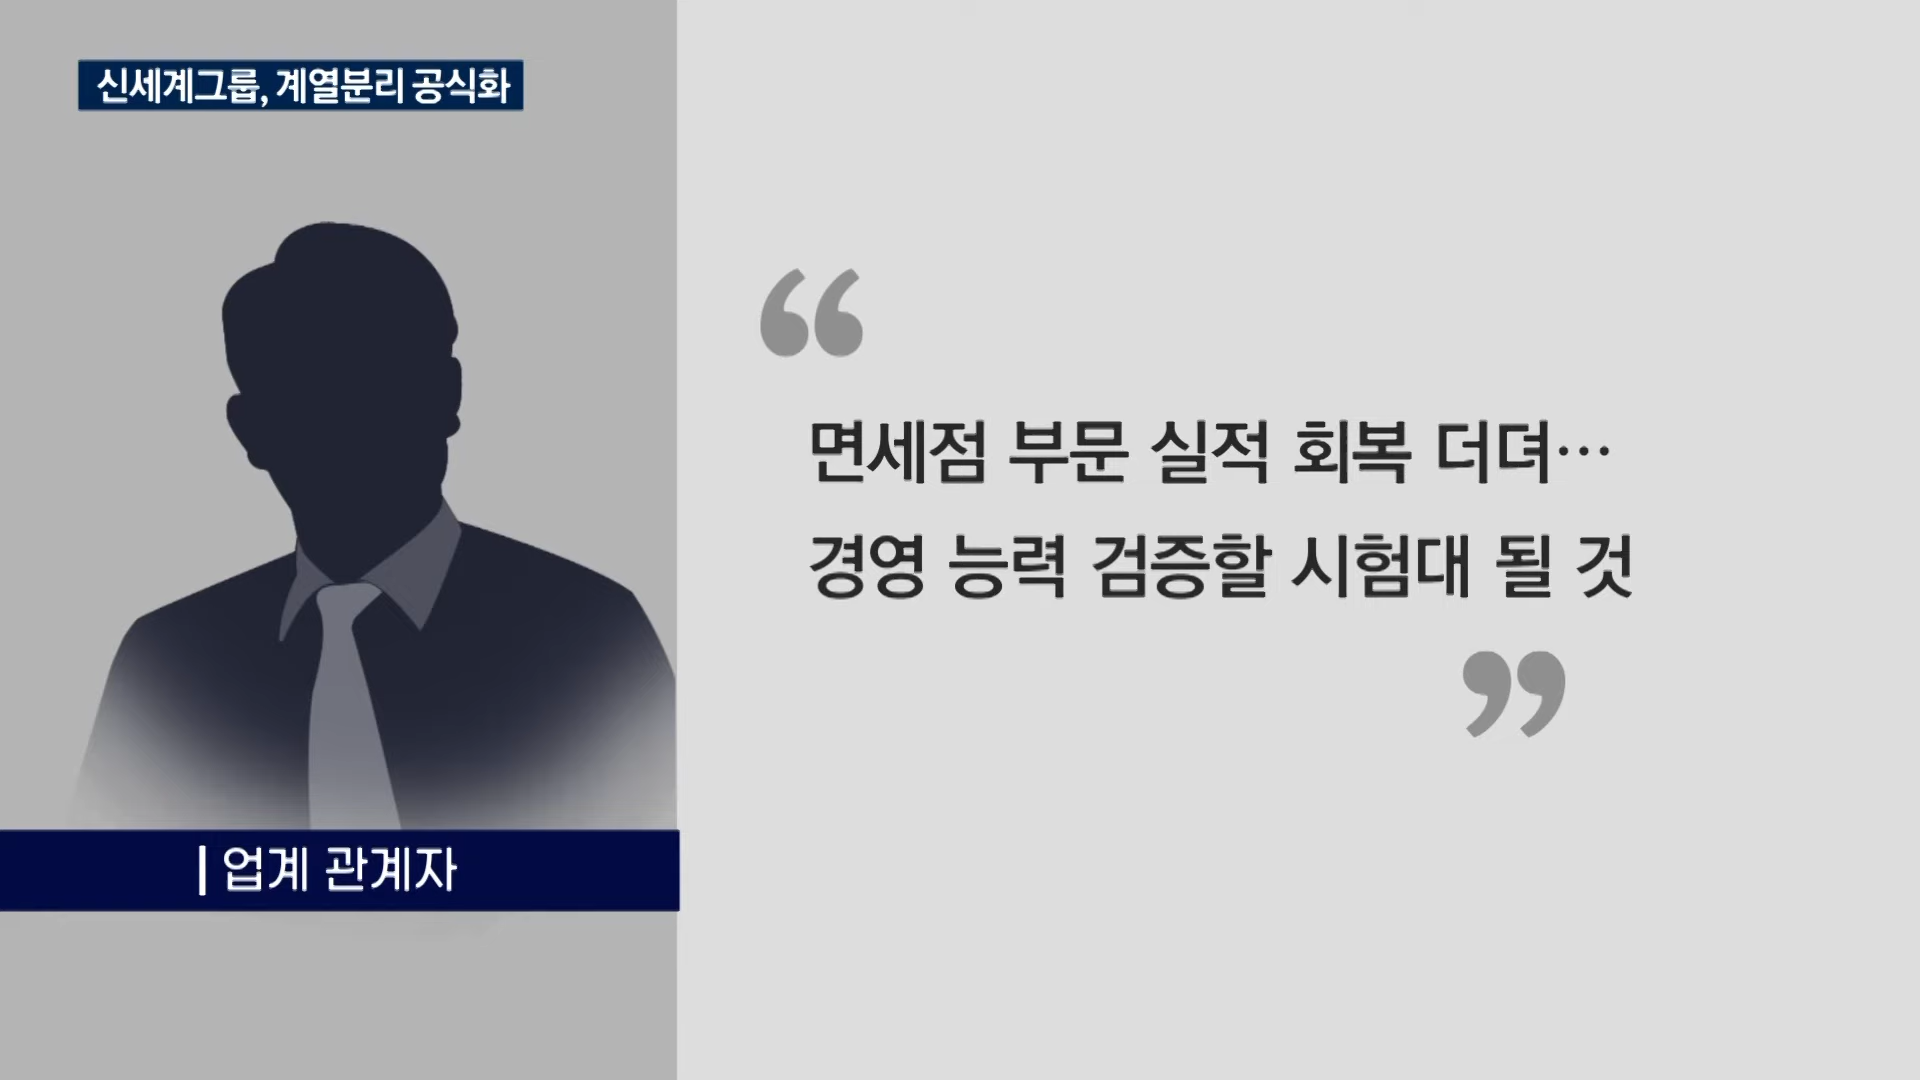 신세계그룹, 계열분리 공식화
“
면세점 부문 실적 회복 더뎌…
경영 능력 검증할 시험대 될 것
”
업계 관계자